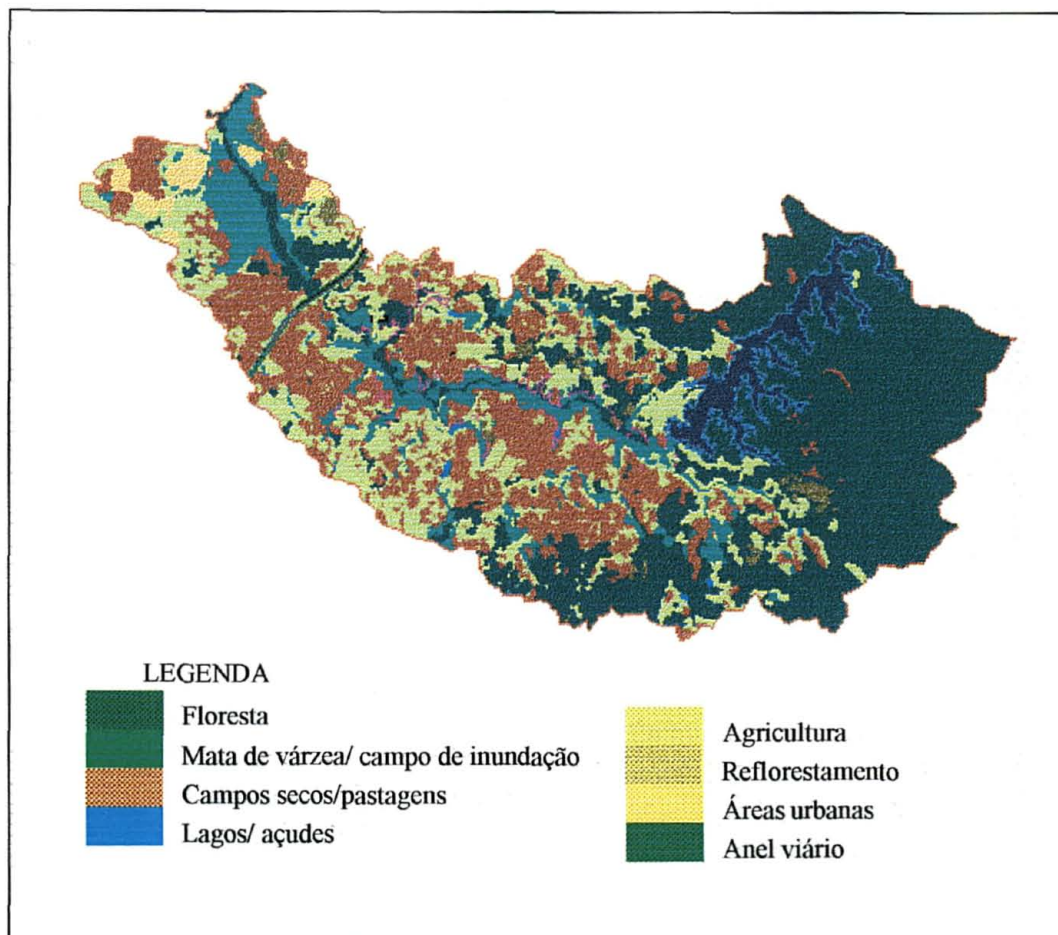 LEGENDA
Floresta
Mata de várzea/ campo de inundação
Campos secos/pastagens
Lagos/ açudes
Agricultura
Reflorestamento
Áreas urbanas
Anel viário